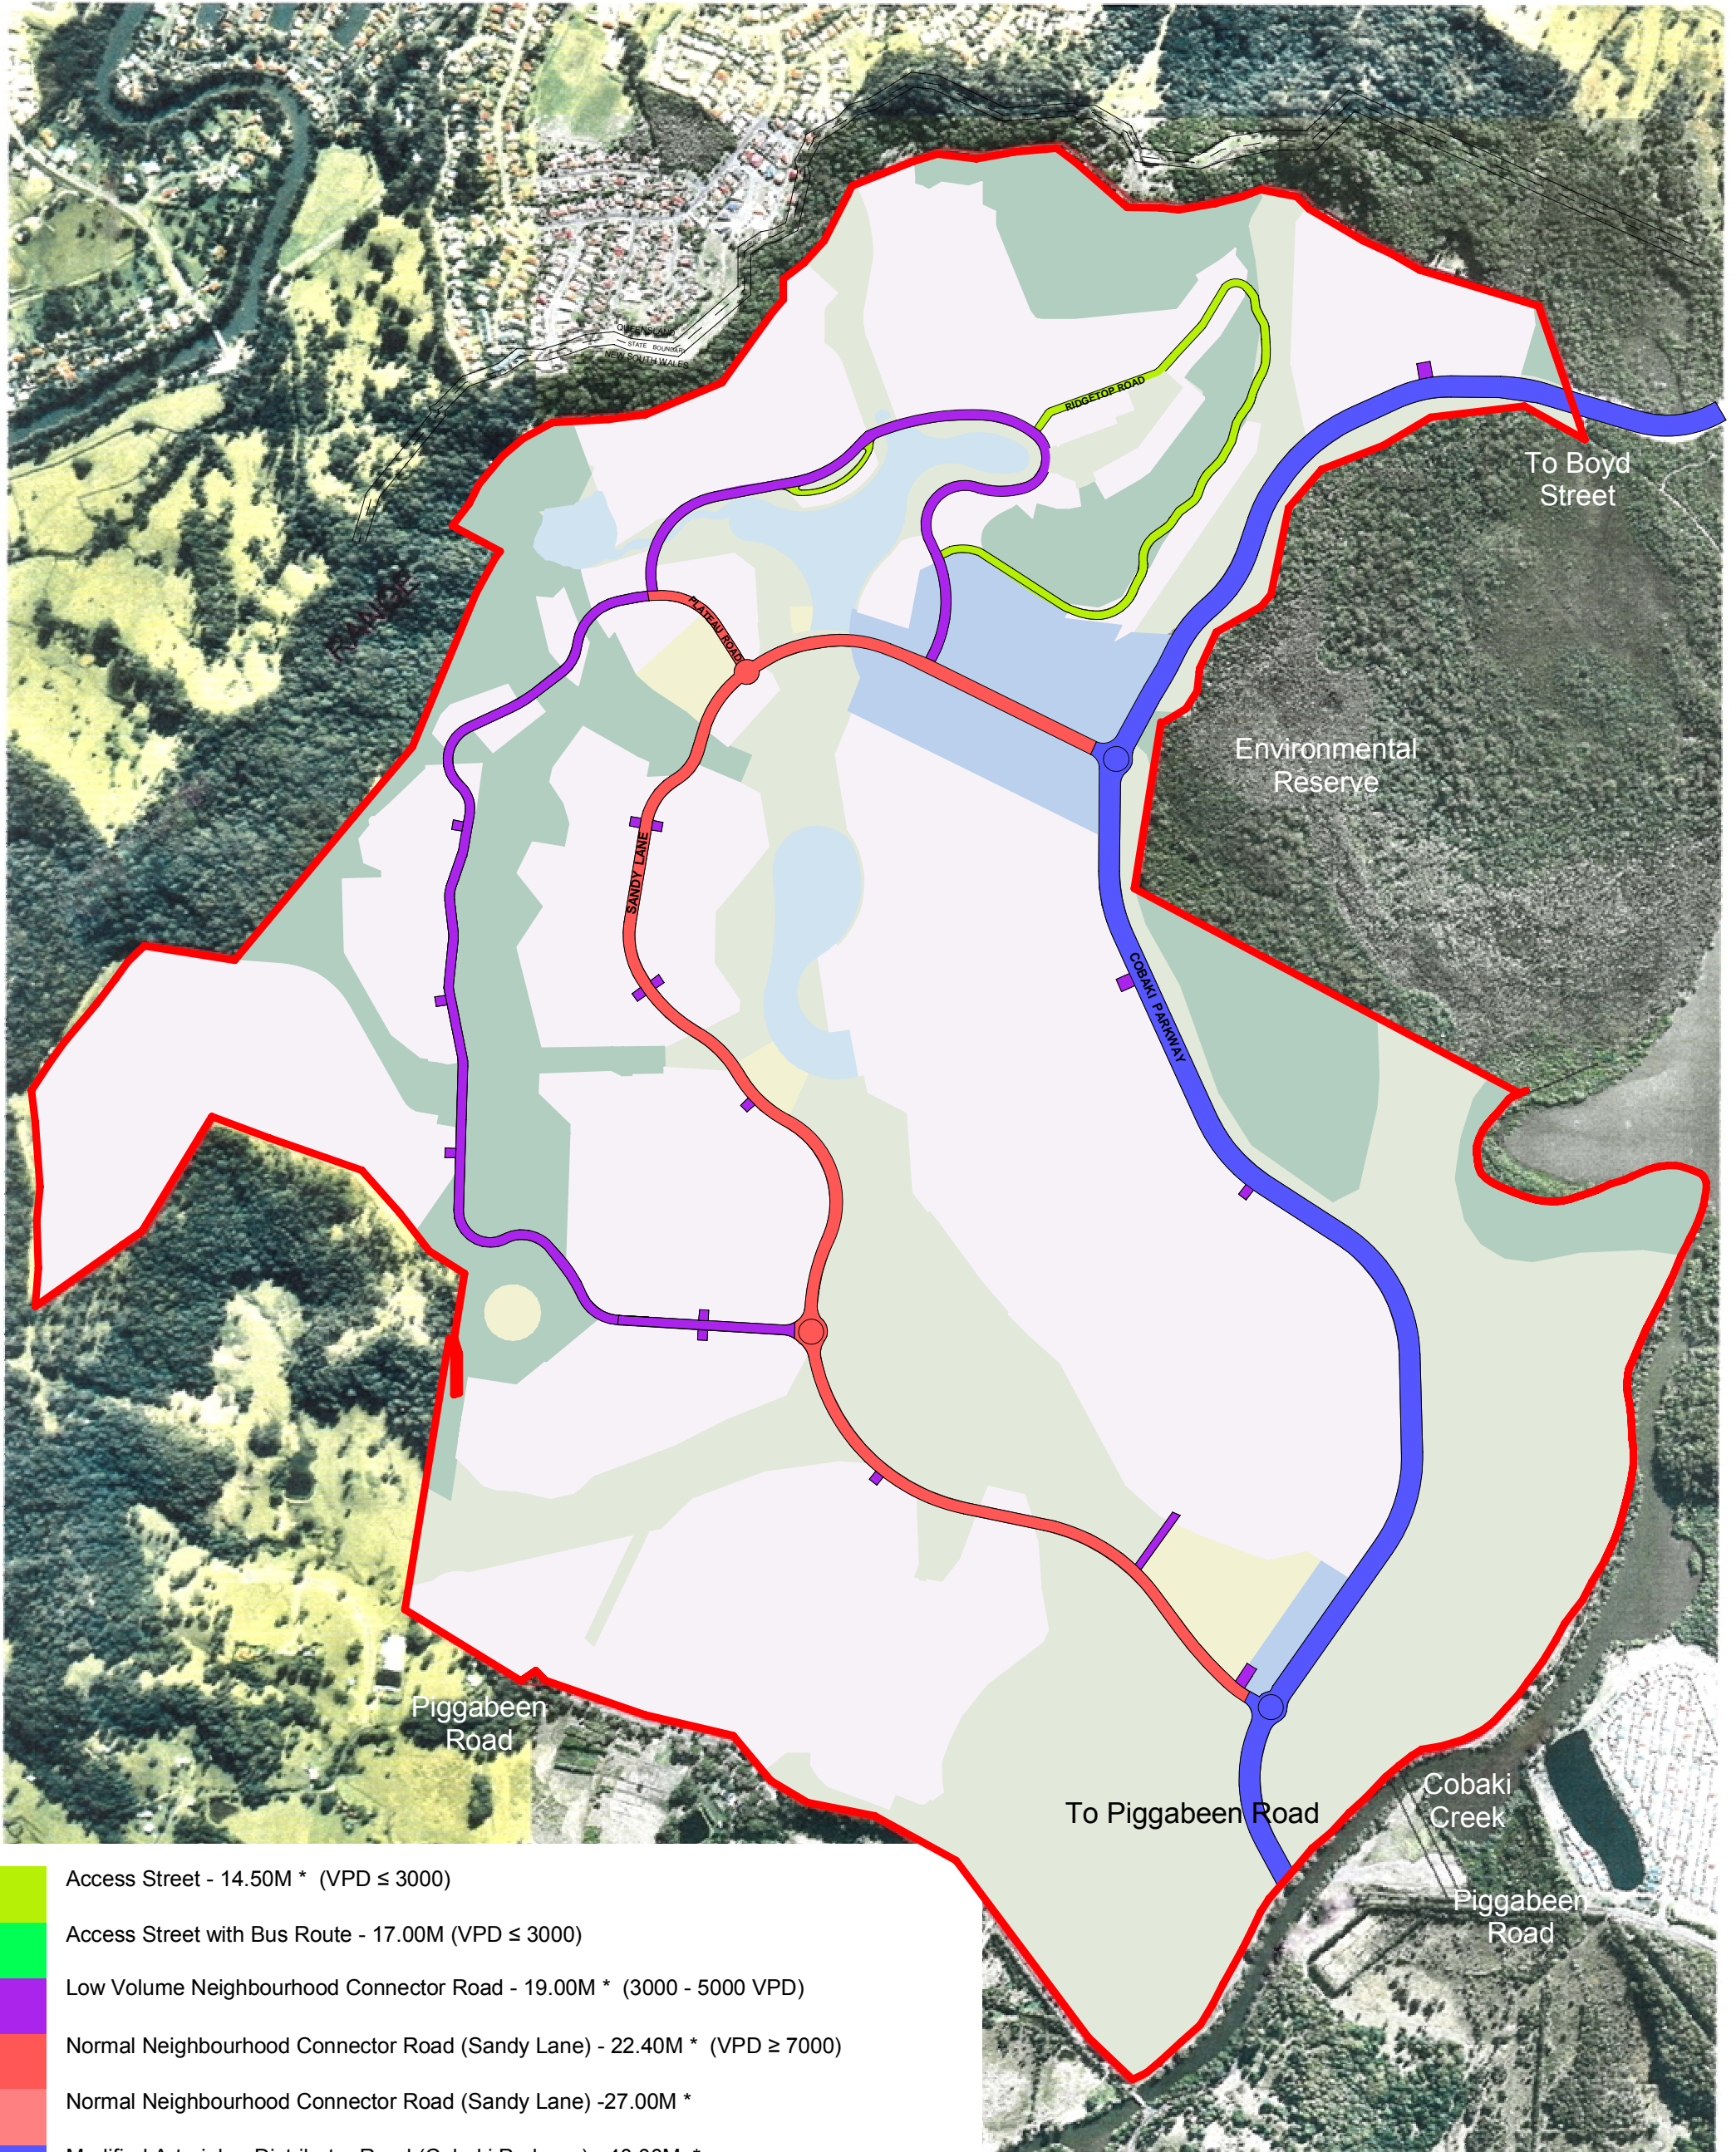 QUEENSLAND
STATE BOUNDARY
NEW SOUTH WALES
RANGE
RIDGETOP ROAD
To Boyd
Street
PLATEAU ROAD
Environmental
Reserve
SANDY LANE
COBAKI PARKWAY
Piggabeen
Road
To Piggabeen Road
Cobaki
Creek
Piggabeen
Road
Access Street - 14.50M * (VPD ≤ 3000)
Access Street with Bus Route - 17.00M (VPD ≤ 3000)
Low Volume Neighbourhood Connector Road - 19.00M * (3000 - 5000 VPD)
Normal Neighbourhood Connector Road (Sandy Lane) - 22.40M * (VPD ≥ 7000)
Normal Neighbourhood Connector Road (Sandy Lane) -27.00M *